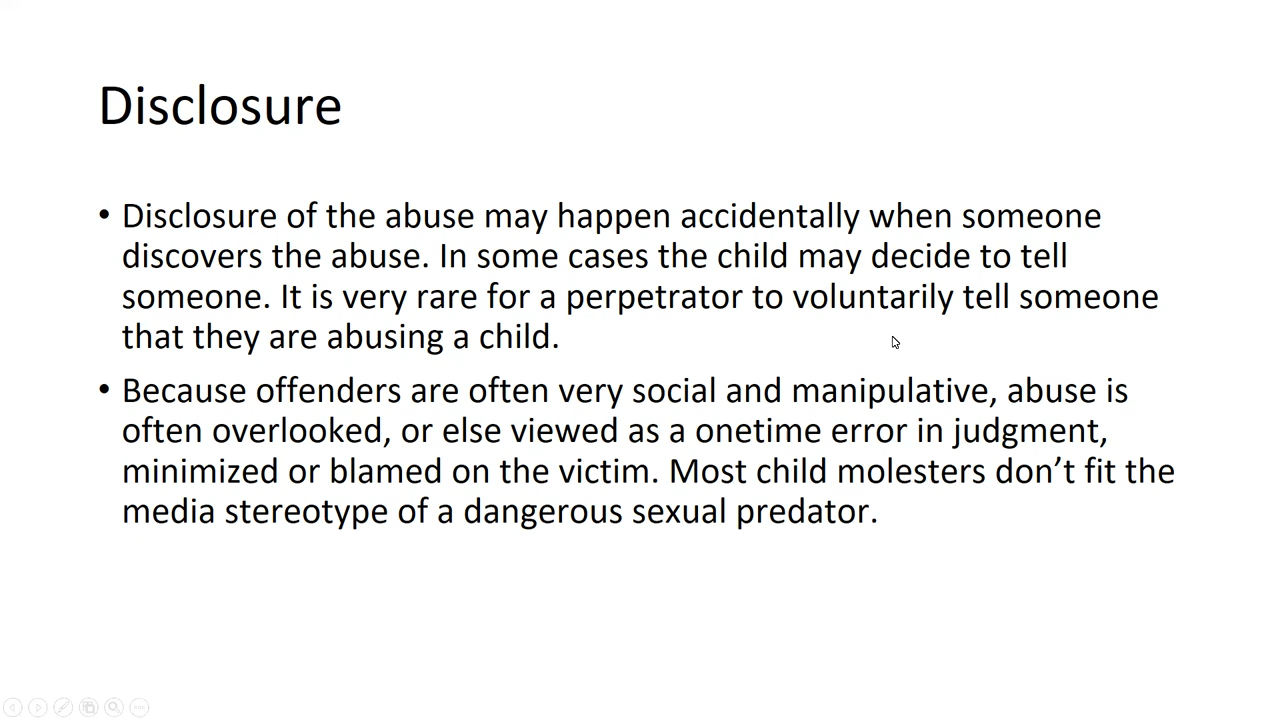 Disclosure
• Disclosure of the abuse may happen accidentally when someone
discovers the abuse. In some cases the child may decide to tell
someone. It is very rare for a perpetrator to voluntarily tell someone
that they are abusing a child.
• Because offenders are often very social and manipulative, abuse is
often overlooked, or else viewed as a onetime error in judgment,
minimized or blamed on the victim. Most child molesters don’t fit the
media stereotype of a dangerous sexual predator.